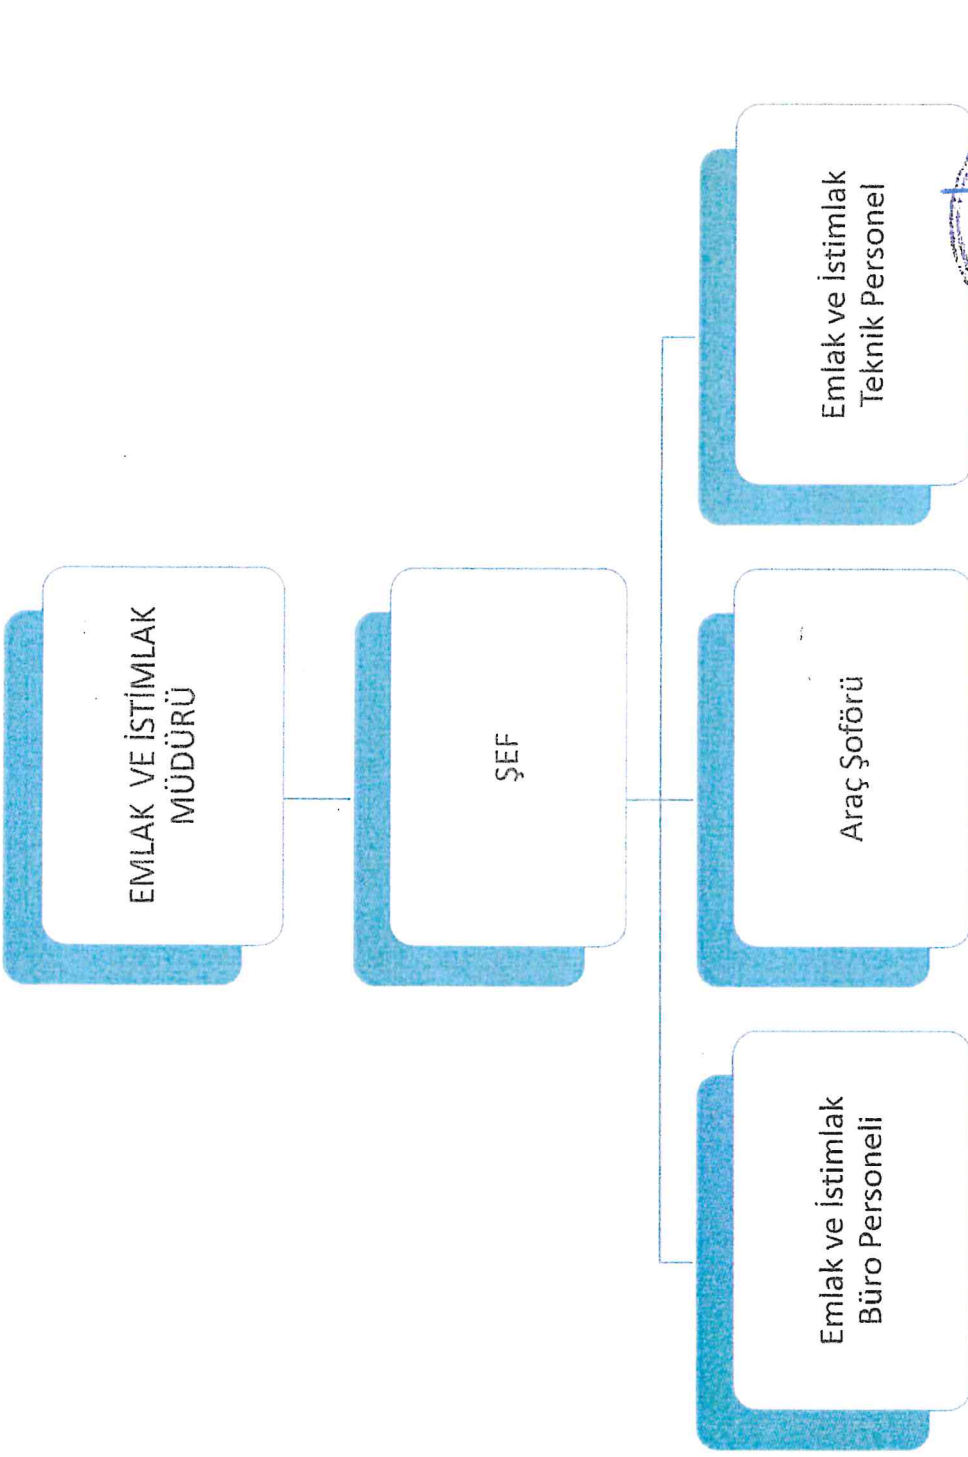 EMLAK VE İSTİMLAK
MÜDÜRÜ
ŞEF
Emlak ve İstimlak
Büro Personeli
Araç Şoförü
Emlak ve İstimlak
Teknik Personel